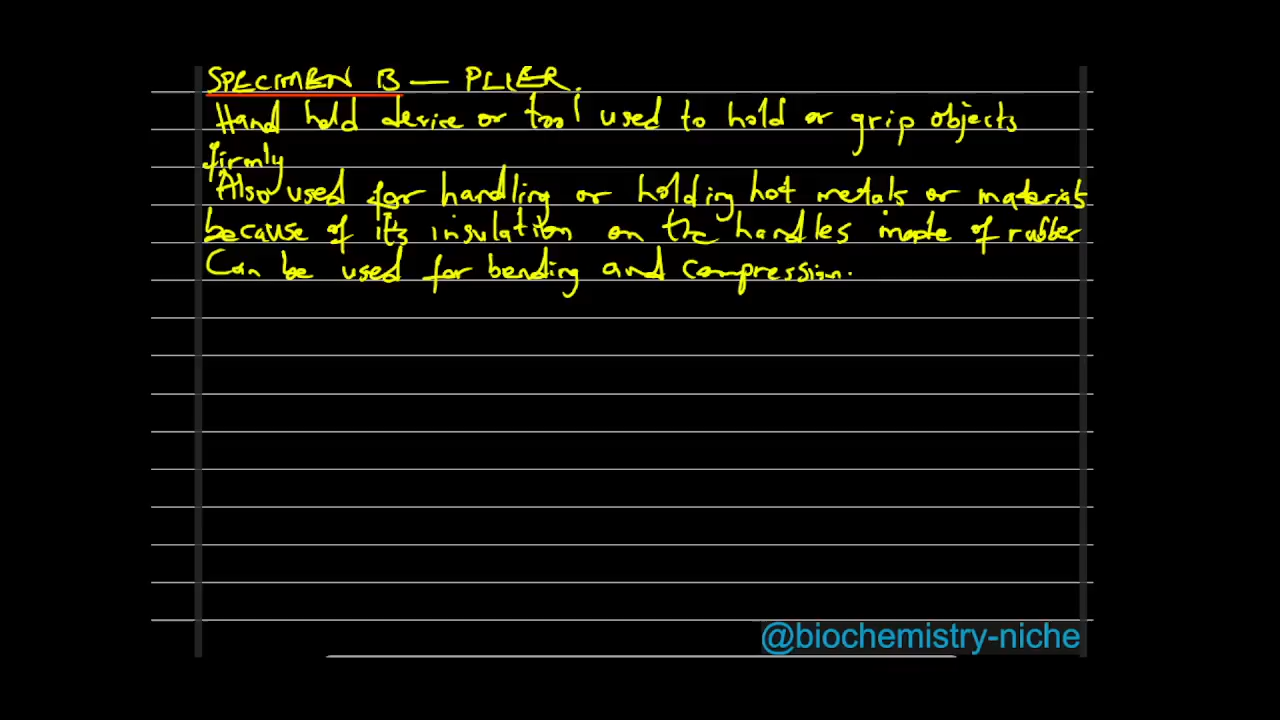 SPECIMEN B — PLIER.
Hand hold device or tool used to hold or grip objects
firmly
Also used for handling or holding hot metals or materials
because of its insulation on the handles made of rubber
Can be used for bending and compression.
@biochemistry-niche